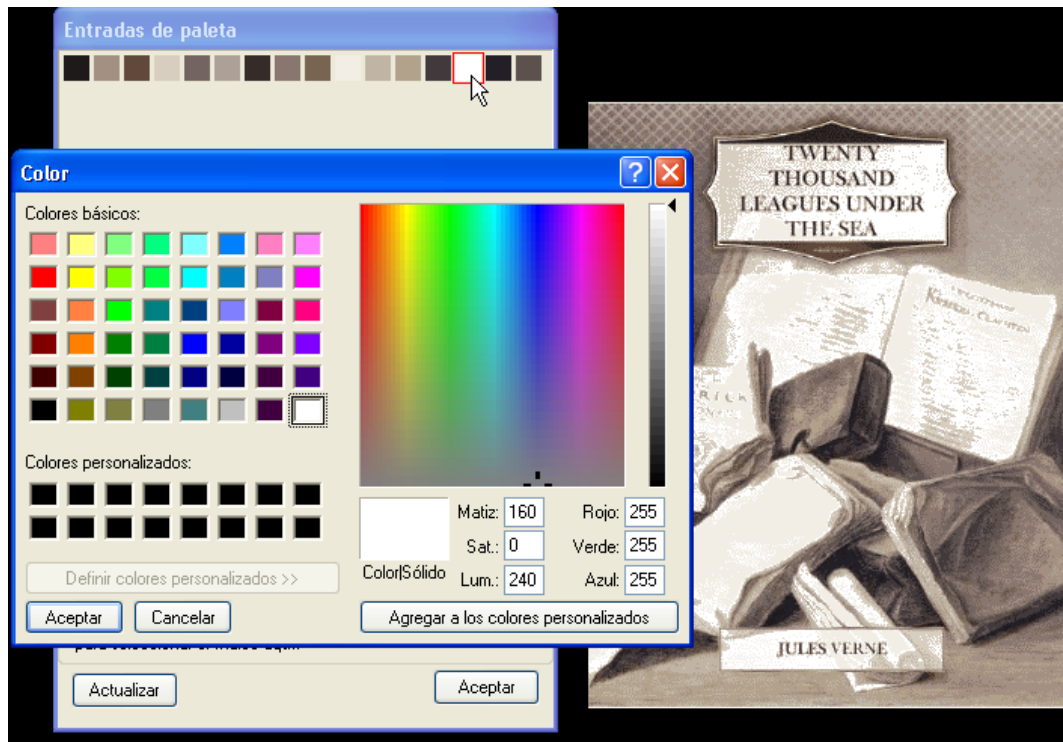 Entradas de paleta
Color
Colores básicos:
Colores personalizados:
Matiz: 160
Rojo: 255
Sat.: 0
Verde: 255
Color|Sólido
Lum.: 240
Azul: 255
Definir colores personalizados >>
Aceptar
Cancelar
Agregar a los colores personalizados
Actualizar
Aceptar
TWENTY
THOUSAND
LEAGUES UNDER
THE SEA
JULES VERNE